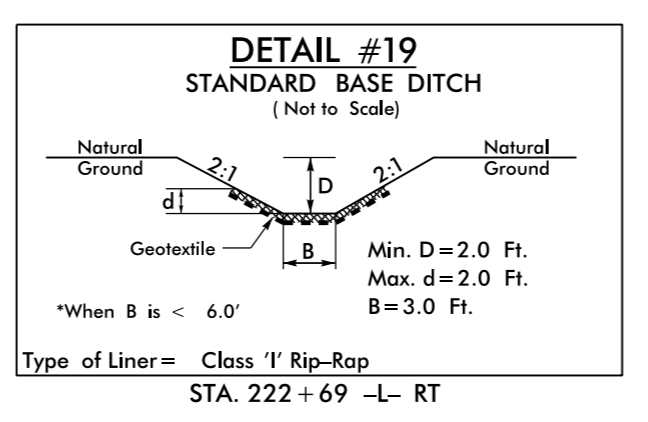 DETAIL #19
STANDARD BASE DITCH
( Not to Scale)
Natural
Ground
2:1
2:1
Natural
Ground
D
d
Geotextile
B
Min. D=2.0 Ft.
Max. d=2.0 Ft.
B=3.0 Ft.
*When B is < 6.0'
Type of Liner= Class 'I' Rip-Rap
STA. 222+69 -L- RT